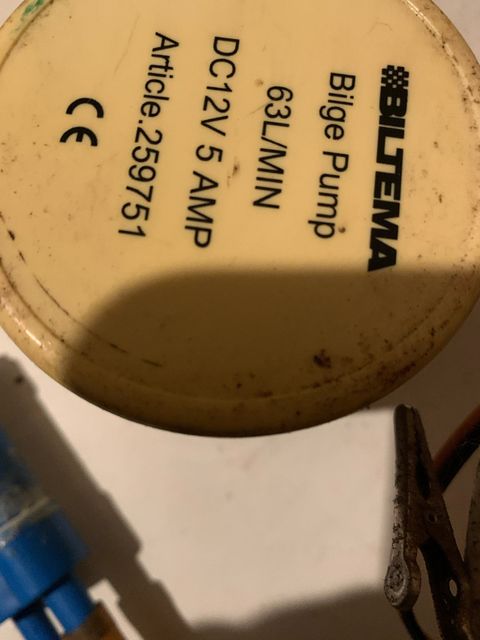 BILTEMA
Bilge Pump
63L/MIN
DC12V 5 AMP
Article.259751
CE